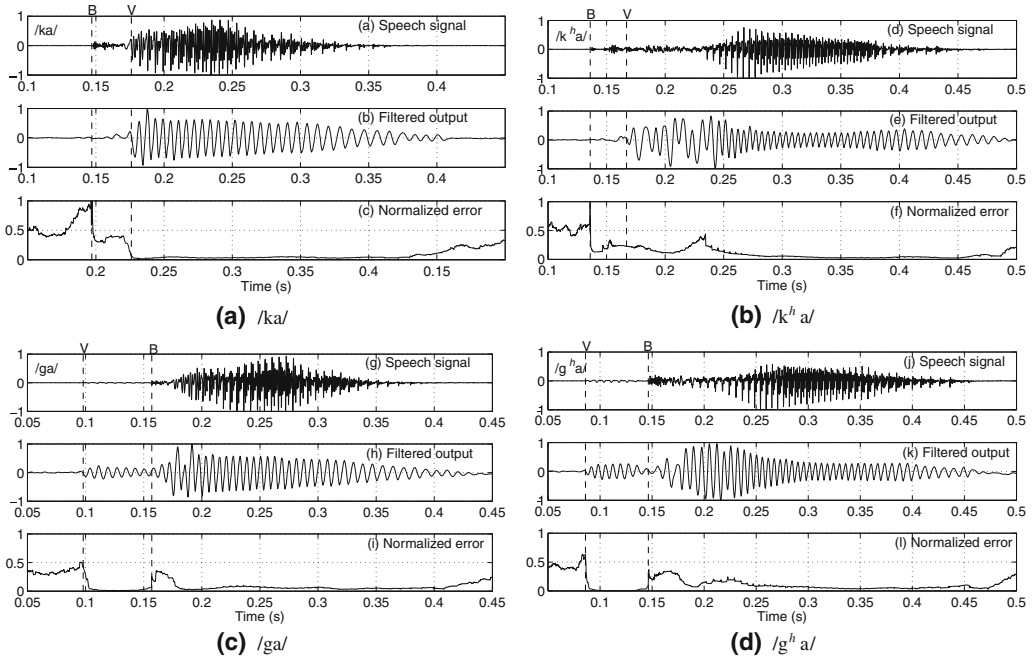 B V
1
/ka/
(a) Speech signal
0
−1
0.1 0.15 0.2 0.25 0.3 0.35 0.4
1
(b) Filtered output
0
−1
0.1 0.15 0.2 0.25 0.3 0.35 0.4
1
(c) Normalized error
0.5
0
0.2 0.25 0.3 0.35 0.4 0.15
Time (s)
(a) /ka/
B V
1
/k h a/
(d) Speech signal
0
1
0.1 0.15 0.2 0.25 0.3 0.35 0.4 0.45 0.5
1
(e) Filtered output
0
−1
0.1 0.15 0.2 0.25 0.3 0.35 0.4 0.45 0.5
1
(f) Normalized error
0.5
0
0.1 0.15 0.2 0.25 0.3 0.35 0.4 0.45 0.5
Time (s)
(b) /kʰ a/
V B
1
/ga/
(g) Speech signal
0
−1
0.05 0.1 0.15 0.2 0.25 0.3 0.35 0.4 0.45
1
(h) Filtered output
0
−1
0.05 0.1 0.15 0.2 0.25 0.3 0.35 0.4 0.45
1
(i) Normalized error
0.5
0
0.05 0.1 0.15 0.2 0.25 0.3 0.35 0.4 0.45
Time (s)
(c) /ga/
V B
1
/g h a/
(j) Speech signal
0
1
0.1 0.15 0.2 0.25 0.3 0.35 0.4 0.45 0.5
1
(k) Filtered output
0
−1
0.1 0.15 0.2 0.25 0.3 0.35 0.4 0.45 0.5
1
(l) Normalized error
0.5
0
0.1 0.15 0.2 0.25 0.3 0.35 0.4 0.45 0.5
Time (s)
(d) /gʰ a/